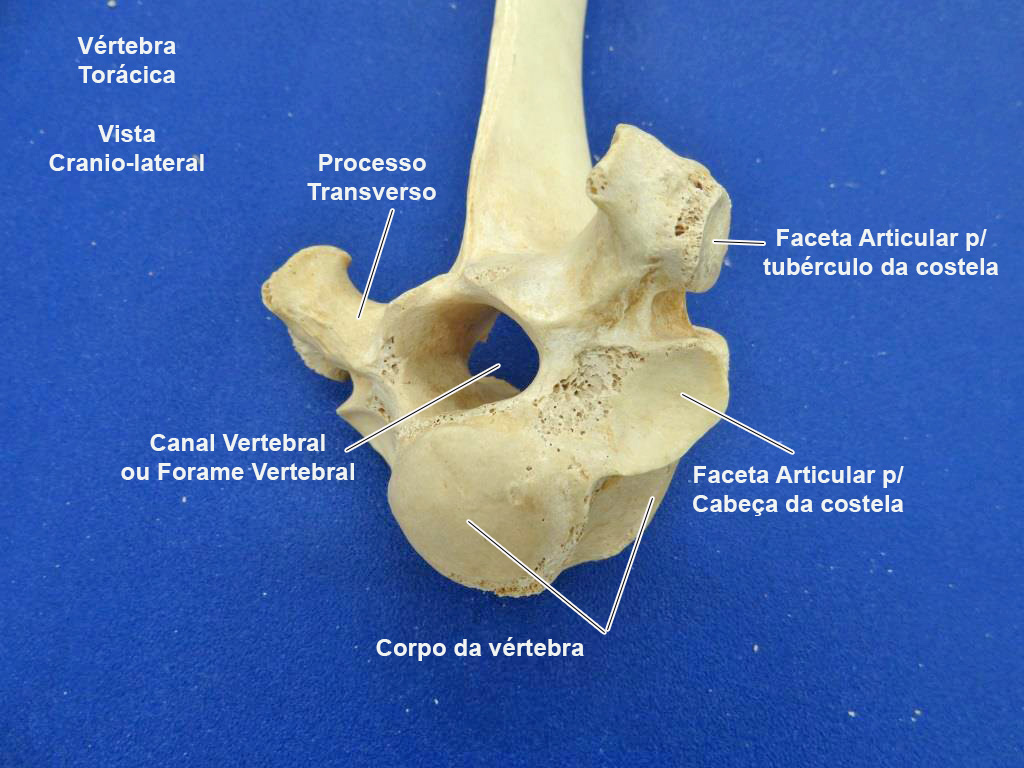 Vértebra
Torácica
Vista
Cranio-lateral
Processo
Transverso
Faceta Articular p/
tubérculo da costela
Canal Vertebral
ou Forame Vertebral
Faceta Articular p/
Cabeça da costela
Corpo da vértebra